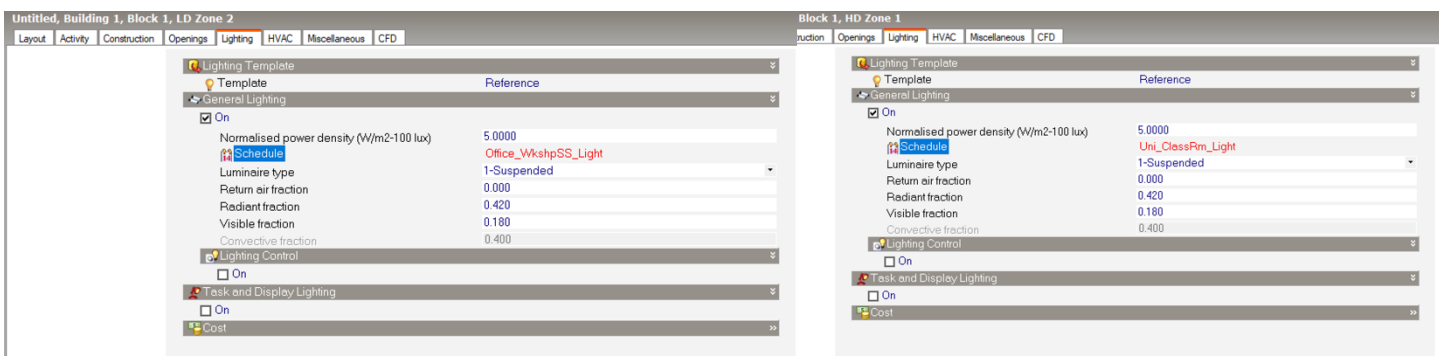 Untitled, Building 1, Block 1, LD Zone 2
Layout Activity Construction Openings Lighting HVAC Miscellaneous CFD
Lighting Template
Template Reference
General Lighting
On
Normalised power density (W/m2-100 lux) 5.0000
Schedule Office_WkshpSS_Light
Luminaire type 1-Suspended
Return air fraction 0.000
Radiant fraction 0.420
Visible fraction 0.180
Convective fraction 0.400
Lighting Control
On
Task and Display Lighting
On
Cost
Block 1, HD Zone 1
ruction Openings Lighting HVAC Miscellaneous CFD
Lighting Template
Template Reference
General Lighting
On
Normalised power density (W/m2-100 lux) 5.0000
Schedule Uni_ClassRm_Light
Luminaire type 1-Suspended
Return air fraction 0.000
Radiant fraction 0.420
Visible fraction 0.180
Convective fraction 0.400
Lighting Control
On
Task and Display Lighting
On
Cost